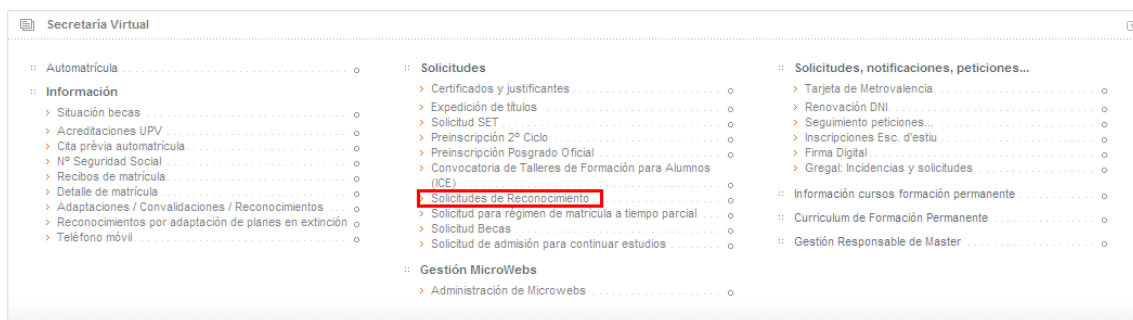 Secretaría Virtual
Automatrícula
Información
Situación becas
Acreditaciones UPV
Cita prèvia automatrícula
Nº Seguridad Social
Recibos de matrícula
Detalle de matrícula
Adaptaciones / Convalidaciones / Reconocimientos
Reconocimientos por adaptación de planes en extinción
Teléfono móvil
Solicitudes
Certificados y justificantes
Expedición de títulos
Solicitud SET
Preinscripción 2º Ciclo
Preinscripción Posgrado Oficial
Convocatoria de Talleres de Formación para Alumnos
(ICE)
Solicitudes de Reconocimiento
Solicitud para régimen de matrícula a tiempo parcial
Solicitud Becas
Solicitud de admisión para continuar estudios
Gestión MicroWebs
Administración de Microwebs
Solicitudes, notificaciones, peticiones...
Tarjeta de Metrovalencia
Renovación DNI
Seguimiento peticiones...
Inscripciones Esc. d'estiu
Firma Digital
Gregal: Incidencias y solicitudes
Información cursos formación permanente
Curriculum de Formación Permanente
Gestión Responsable de Master